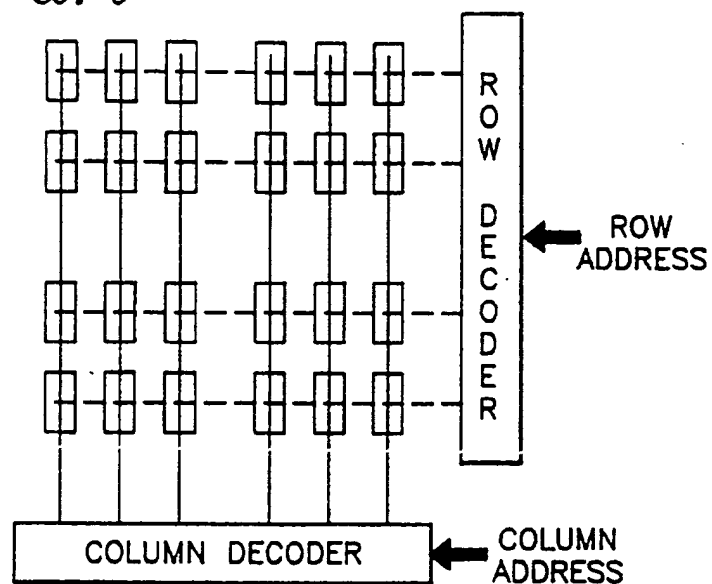 ROW DECODER
ROW
ADDRESS
COLUMN DECODER
COLUMN
ADDRESS